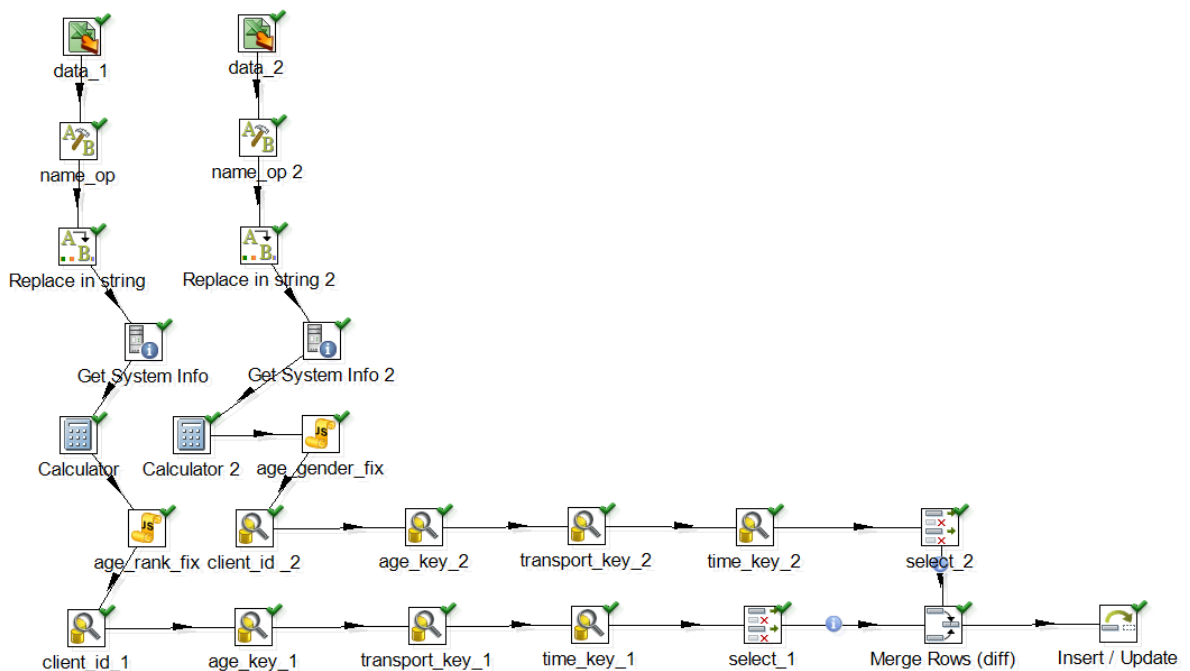 data_1
data_2
name_op
name_op 2
Replace in string
Replace in string 2
Get System Info
Get System Info 2
Calculator
Calculator 2
JS
age_gender_fix
JS
age_rank_fix
client_id _2
age_key_2
transport_key_2
time_key_2
select_2
client_id_1
age_key_1
transport_key_1
time_key_1
select_1
Merge Rows (diff)
Insert / Update